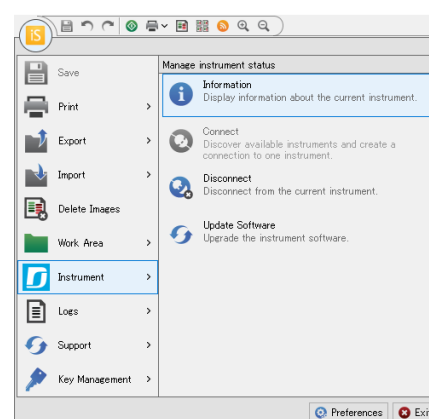 iS
Save
Print
Export
Import
Delete Images
Work Area
Instrument
Logs
Support
Key Management
Manage instrument status
Information
Display information about the current instrument.
Connect
Discover available instruments and create a
connection to one instrument.
Disconnect
Disconnect from the current instrument.
Update Software
Upgrade the instrument software.
Preferences
Exi